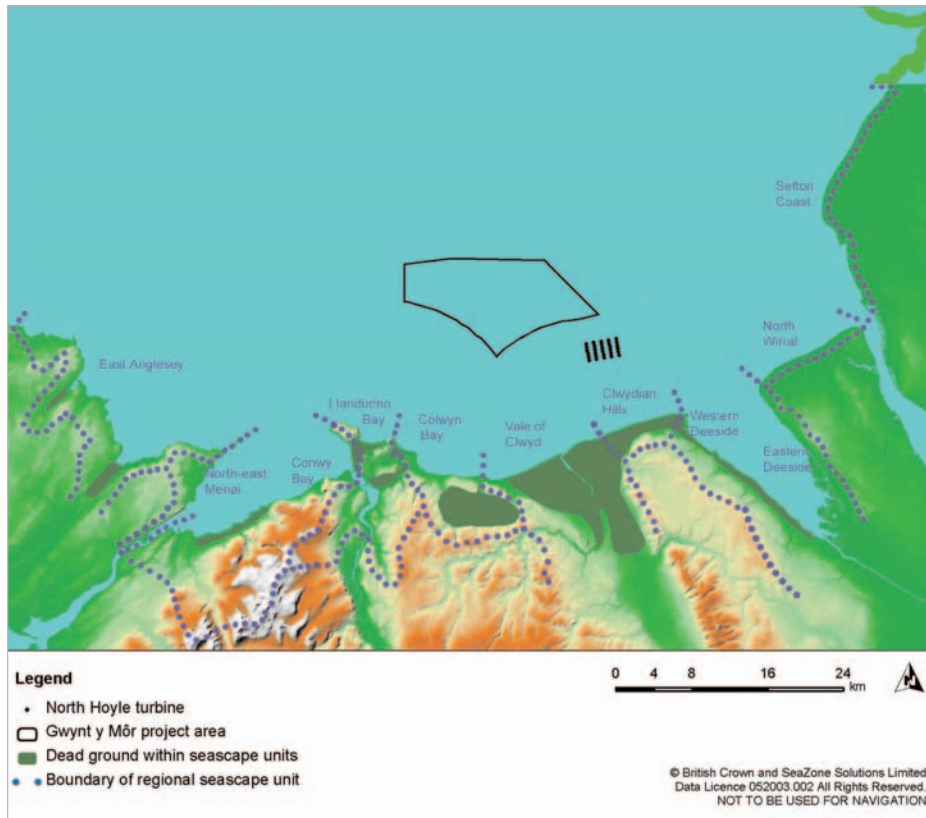 Sefton
Coast
North
Wirral
East Anglesey
Llandudno
Bay
Colwyn
Bay
Vale of
Clwyd
Clwydian
Hills
Western
Deeside
Eastern
Deeside
North-east
Menai
Conwy
Bay
Legend
North Hoyle turbine
Gwynt y Môr project area
Dead ground within seascape units
Boundary of regional seascape unit
0 4 8 16 24
km
N
© British Crown and SeaZone Solutions Limited
Data Licence 052003.002 All Rights Reserved.
NOT TO BE USED FOR NAVIGATION